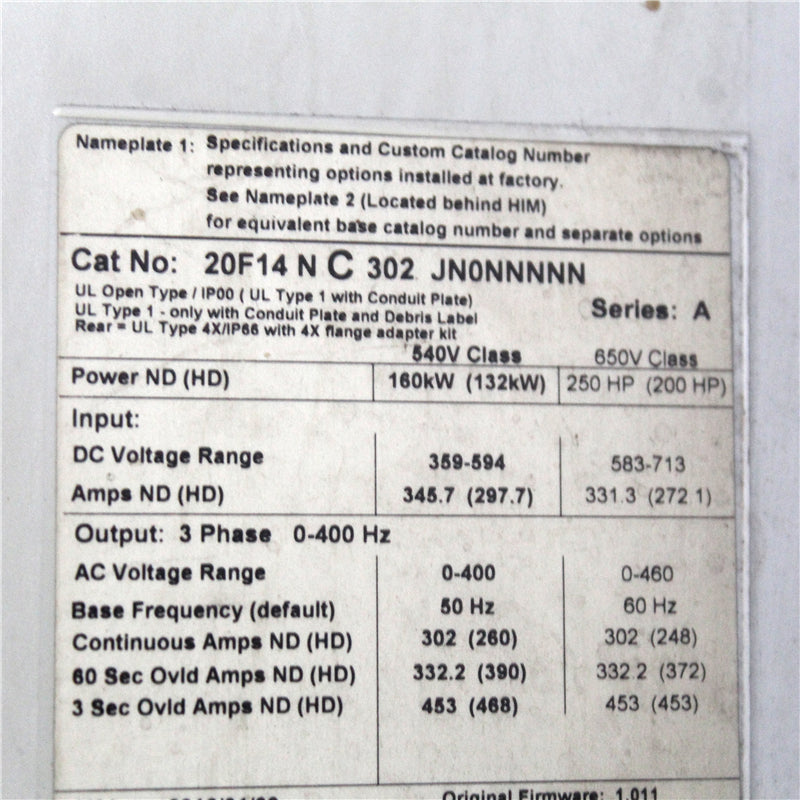 Nameplate 1: Specifications and Custom Catalog Number
representing options installed at factory.
See Nameplate 2 (Located behind HIM)
for equivalent base catalog number and separate options
Cat No: 20F14 N C 302 JN0NNNNN
UL Open Type / IP00 ( UL Type 1 with Conduit Plate)
UL Type 1 - only with Conduit Plate and Debris Label
Series: A
Rear = UL Type 4X/IP66 with 4X flange adapter kit
540V Class 650V Class
Power ND (HD) 160kW (132kW) 250 HP (200 HP)
Input:
DC Voltage Range 359-594 583-713
Amps ND (HD) 345.7 (297.7) 331.3 (272 1)
Output: 3 Phase 0-400 Hz
AC Voltage Range 0-400 0-460
Base Frequency (default) 50 Hz 60 Hz
Continuous Amps ND (HD) 302 (260) 302 (248)
60 Sec Ovld Amps ND (HD) 332.2 (390) 332 2 (372)
3 Sec Ovld Amps ND (HD) 453 (468) 453 (453)
Original Firmware: 1.011